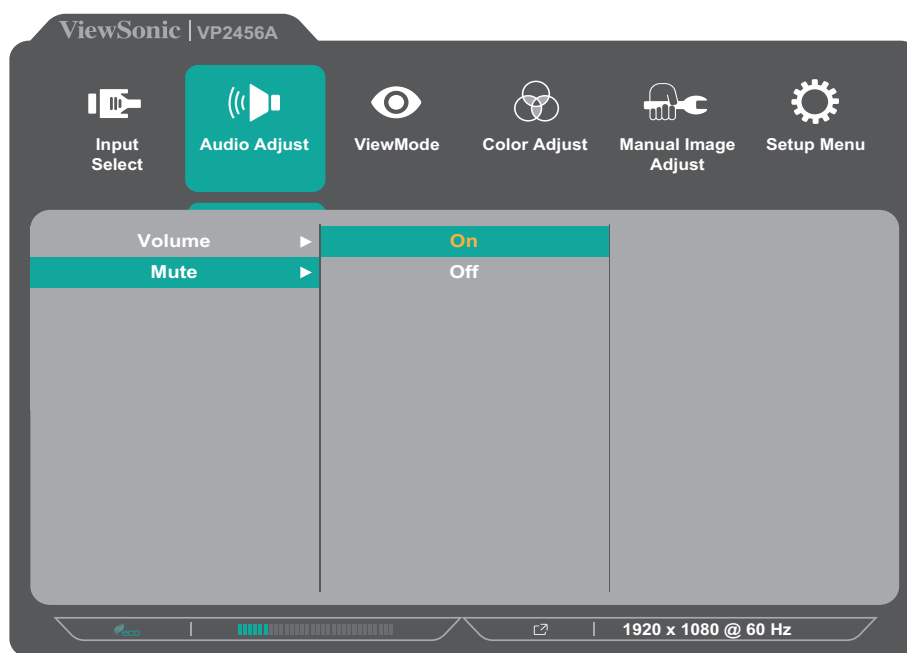 ViewSonic | VP2456A
Input Select
Audio Adjust
ViewMode
Color Adjust
Manual Image Adjust
Setup Menu
Volume ▶
On
Mute ▶
Off
eco
1920 x 1080 @ 60 Hz